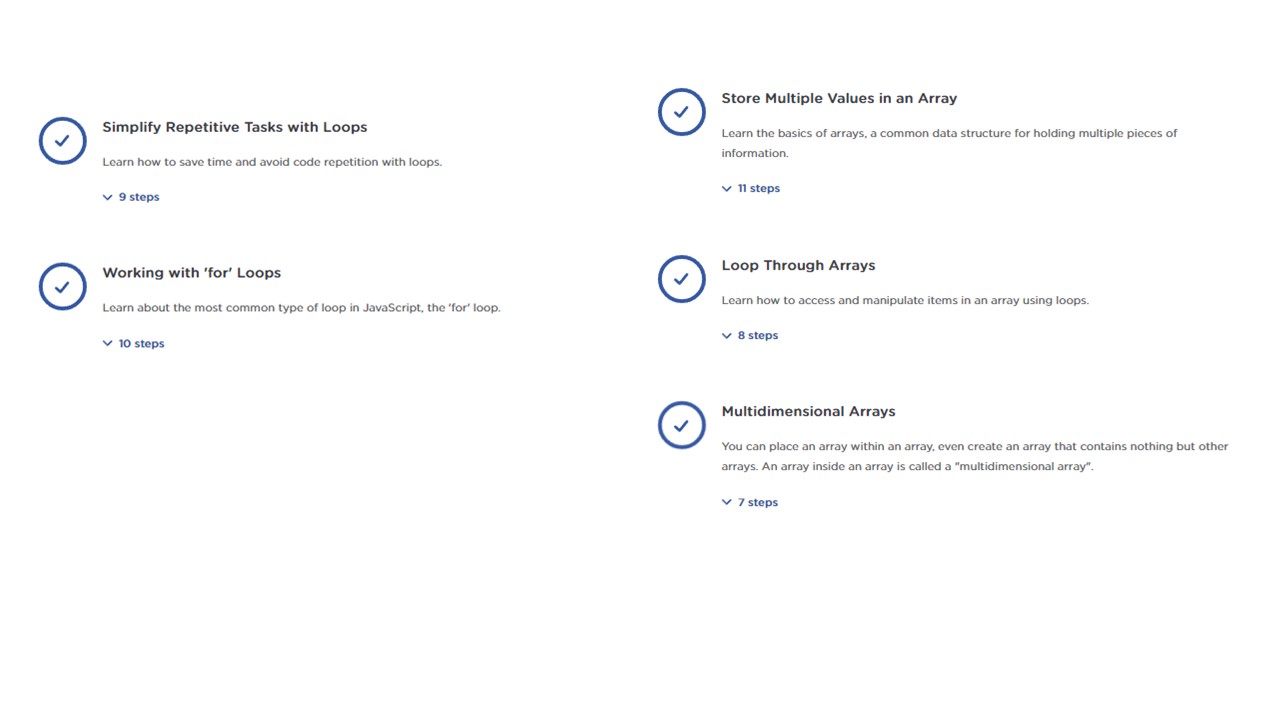 Simplify Repetitive Tasks with Loops
Learn how to save time and avoid code repetition with loops.
9 steps
Working with 'for' Loops
Learn about the most common type of loop in JavaScript, the 'for' loop.
10 steps
Store Multiple Values in an Array
Learn the basics of arrays, a common data structure for holding multiple pieces of
information.
11 steps
Loop Through Arrays
Learn how to access and manipulate items in an array using loops.
8 steps
Multidimensional Arrays
You can place an array within an array, even create an array that contains nothing but other
arrays. An array inside an array is called a "multidimensional array".
7 steps